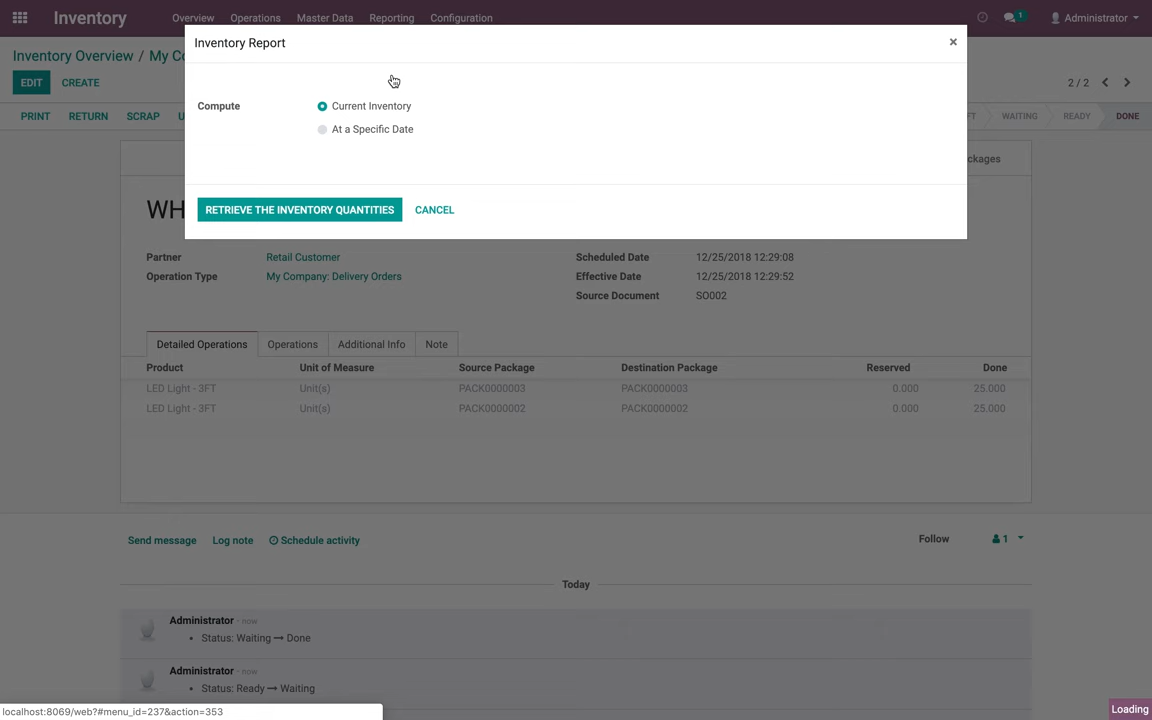 Inventory Overview Operations Master Data Reporting Configuration 1 Administrator
Inventory Report ×
Inventory Overview / My Co
EDIT CREATE 2 / 2
Compute Current Inventory
At a Specific Date
PRINT RETURN SCRAP U FT WAITING READY DONE
ckages
RETRIEVE THE INVENTORY QUANTITIES CANCEL
WH
Partner Retail Customer Scheduled Date 12/25/2018 12:29:08
Operation Type My Company: Delivery Orders Effective Date 12/25/2018 12:29:52
Source Document SO002
Detailed Operations Operations Additional Info Note
Product Unit of Measure Source Package Destination Package Reserved Done
LED Light - 3FT Unit(s) PACK0000003 PACK0000003 0.000 25.000
LED Light - 3FT Unit(s) PACK0000002 PACK0000002 0.000 25.000
Send message Log note Schedule activity Follow 1
Today
Administrator - now
• Status: Waiting → Done
Administrator - now
• Status: Ready → Waiting
localhost:8069/web?#menu_id=237&action=353 Loading